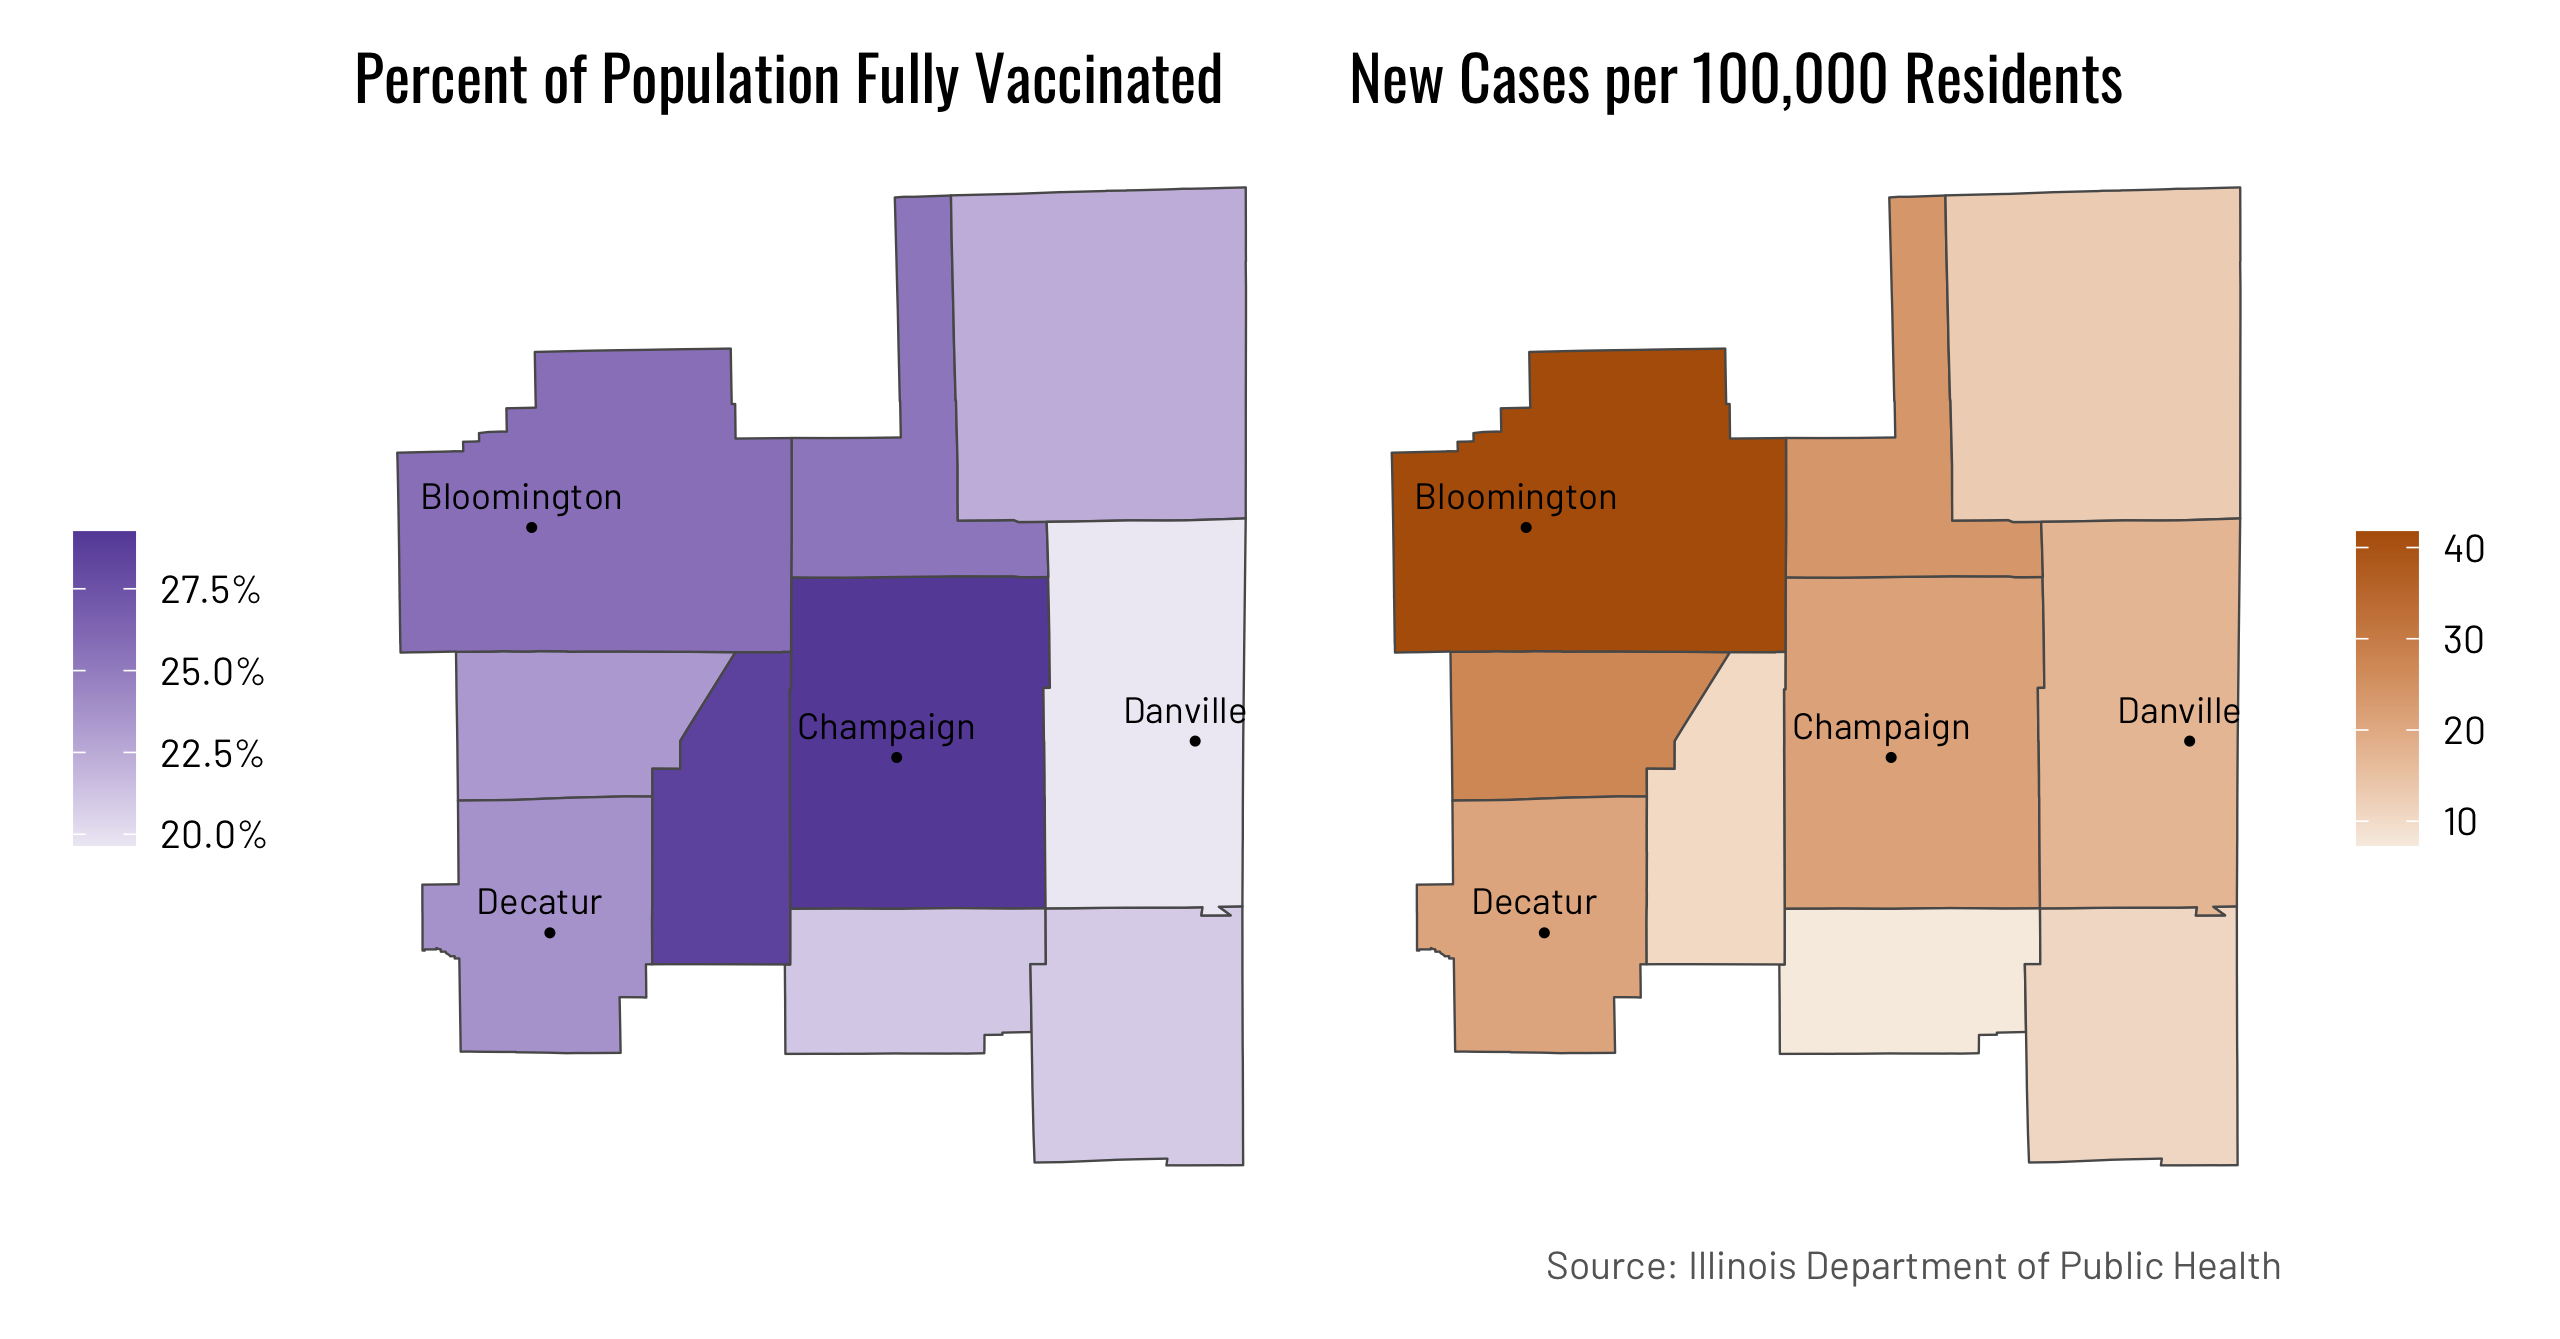 Percent of Population Fully Vaccinated
New Cases per 100,000 Residents
Bloomington
Champaign
Danville
Decatur
27.5%
25.0%
22.5%
20.0%
Bloomington
Champaign
Danville
Decatur
40
30
20
10
Source: Illinois Department of Public Health